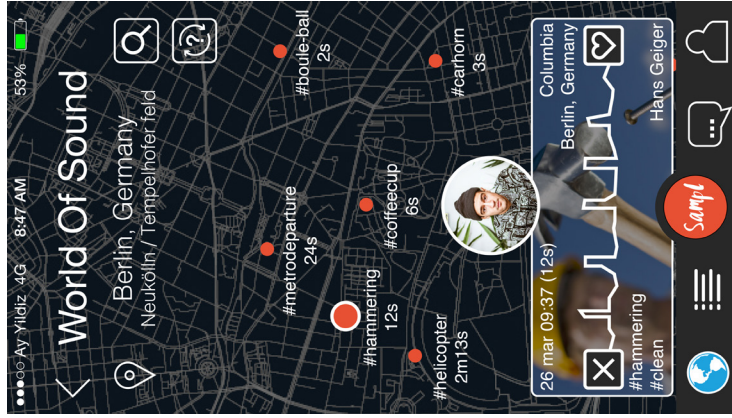 Ay Yildiz 4G 8:47 AM 53%
World Of Sound
Berlin, Germany
Neukölln / Tempelhofer feld
[?]
#boule-ball
2s
#metrodeparture
24s
#carhorn
3s
#coffeecup
6s
#hammering
12s
#helicopter
2m13s
26 mar 09:37 (12s)
Columbia
Berlin, Germany
#hammering
#clean
Hans Geiger
Sampl